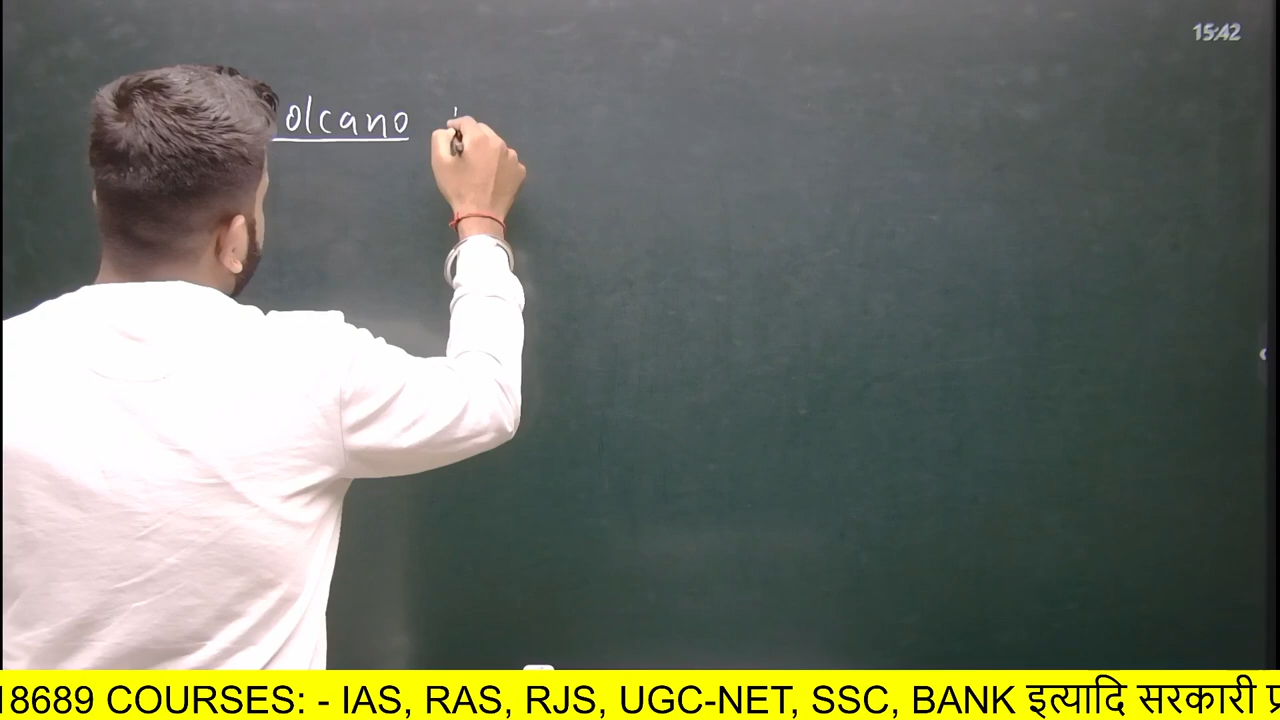 15:42
olcano
18689 COURSES: - IAS, RAS, RJS, UGC-NET, SSC, BANK इत्यादि सरकारी प्र